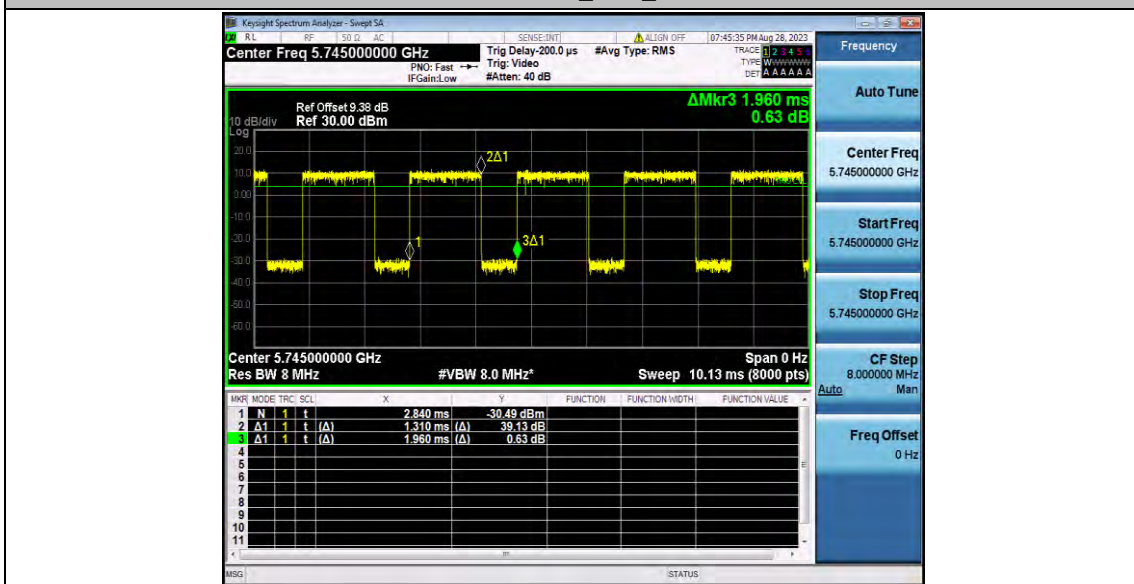 Keysight Spectrum Analyzer - Swept SA
RL RF 50 Ω AC SENSE:INT ALIGN OFF 07:45:35 PM Aug 28, 2023
Center Freq 5.745000000 GHz
PNO: Fast
IFGain:Low
Trig Delay-200.0 µs
Trig: Video
#Atten: 40 dB
#Avg Type: RMS
TRACE 1 2 3 4 5 6
TYPE W
DET A A A A A A
ΔMkr3 1.960 ms
0.63 dB
Ref Offset 9.38 dB
10 dB/div Ref 30.00 dBm
Log
20.0
10.0
0.00
-10.0
-20.0
-30.0
-40.0
-50.0
-60.0
2Δ1
1
3Δ1
Center 5.745000000 GHz Span 0 Hz
Res BW 8 MHz #VBW 8.0 MHz* Sweep 10.13 ms (8000 pts)
MKR MODE TRC SCL X Y FUNCTION FUNCTION WIDTH FUNCTION VALUE
1 N 1 t 2.840 ms -30.49 dBm
2 Δ1 1 t (Δ) 1.310 ms (Δ) 39.13 dB
3 Δ1 1 t (Δ) 1.960 ms (Δ) 0.63 dB
4
5
6
7
8
9
10
11
MSG STATUS
Frequency
Auto Tune
Center Freq
5.745000000 GHz
Start Freq
5.745000000 GHz
Stop Freq
5.745000000 GHz
CF Step
8.000000 MHz
Auto Man
Freq Offset
0 Hz